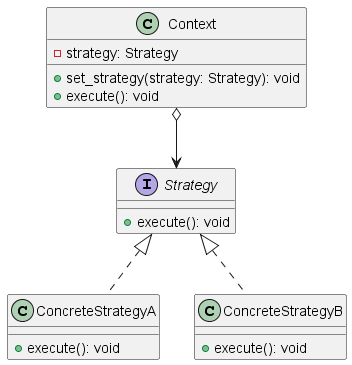 C Context
strategy: Strategy
set_strategy(strategy: Strategy): void
execute(): void
I Strategy
execute(): void
C ConcreteStrategyA
execute(): void
C ConcreteStrategyB
execute(): void